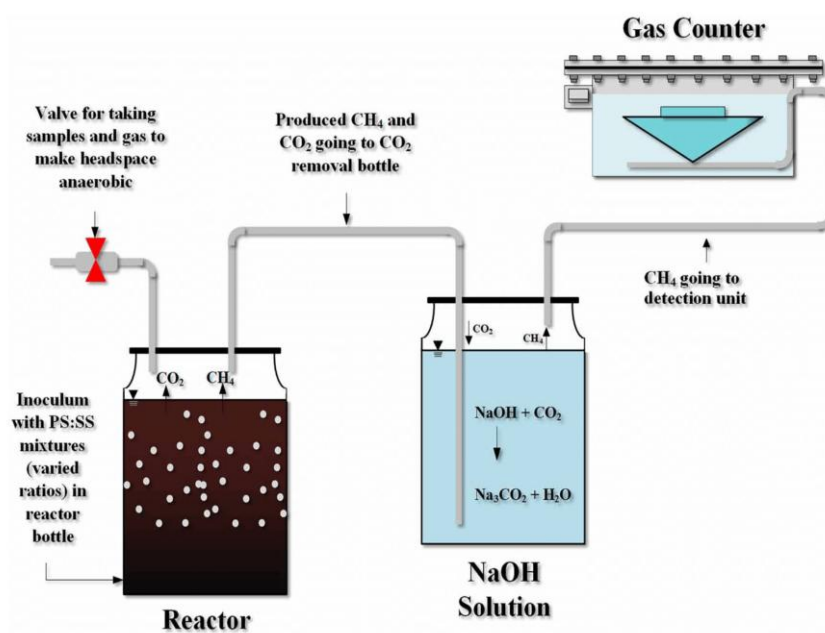 Gas Counter
Valve for taking
samples and gas to
make headspace
anaerobic
Produced CH₄ and
CO₂ going to CO₂
removal bottle
CH₄ going to
detection unit
CO₂
CH₄
CO₂
CH₄
Inoculum
with PS:SS
mixtures
(varied
ratios) in
reactor
bottle
NaOH + CO₂
Na₃CO₂ + H₂O
Reactor
NaOH
Solution